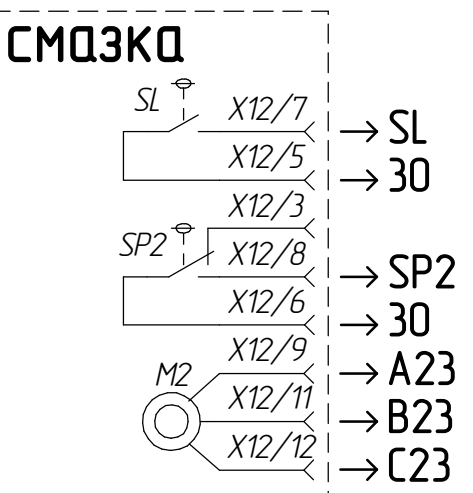 смазка
SL X12/7 SL
X12/5 30
X12/3
SP2 X12/8 SP2
X12/6 30
M2 X12/9 A23
X12/11 B23
X12/12 C23